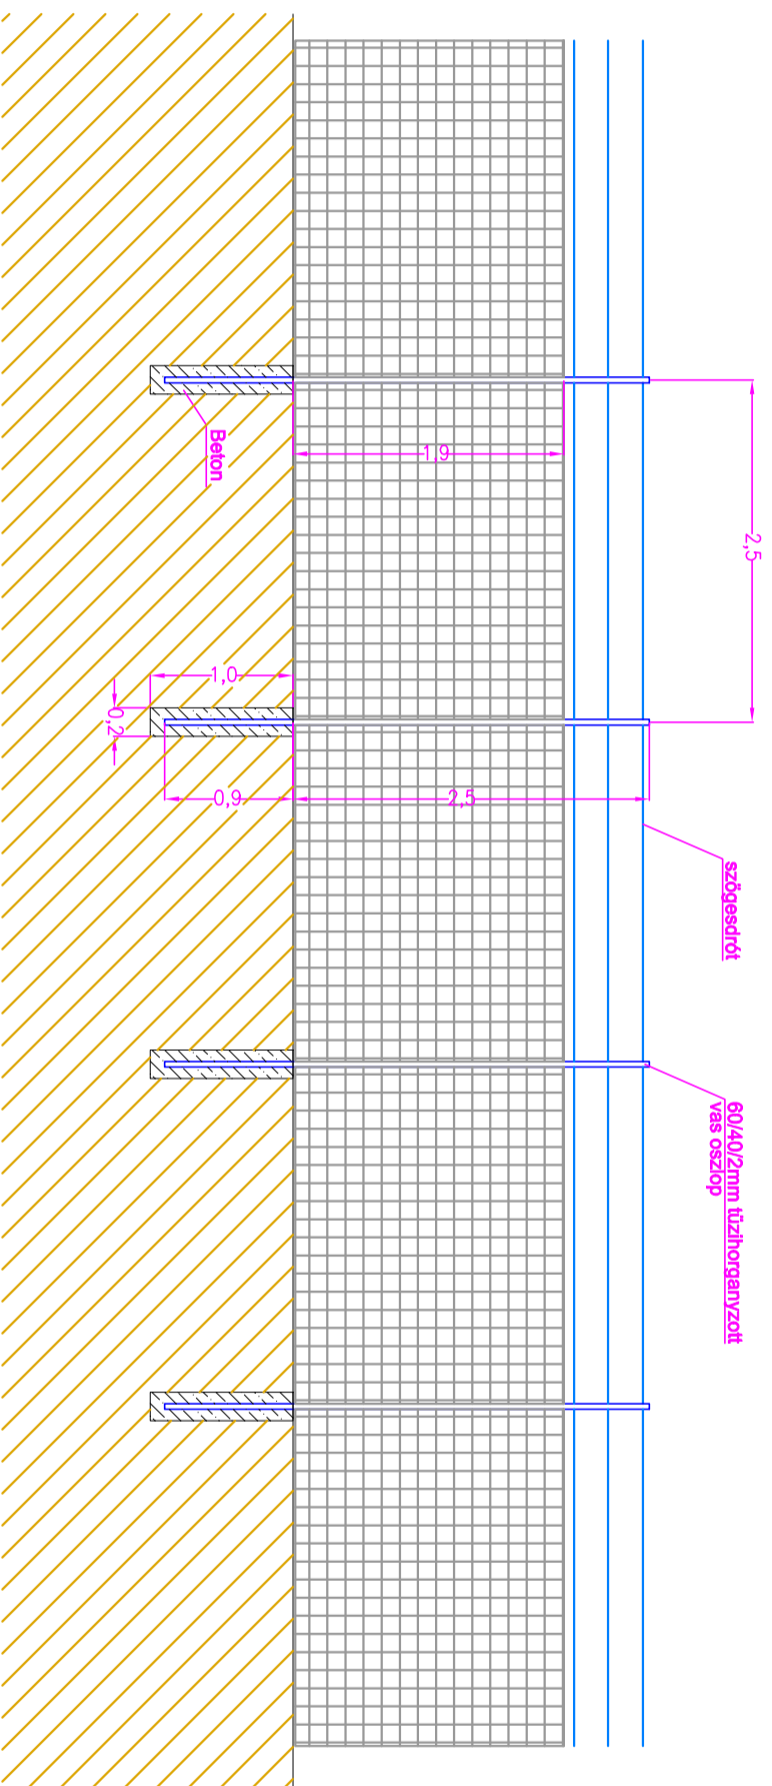 2,5
szögesdrót
60/40/2mm tüzihorganyzott
vas oszlop
1,9
2,5
Beton
1,0
0,9
0,2